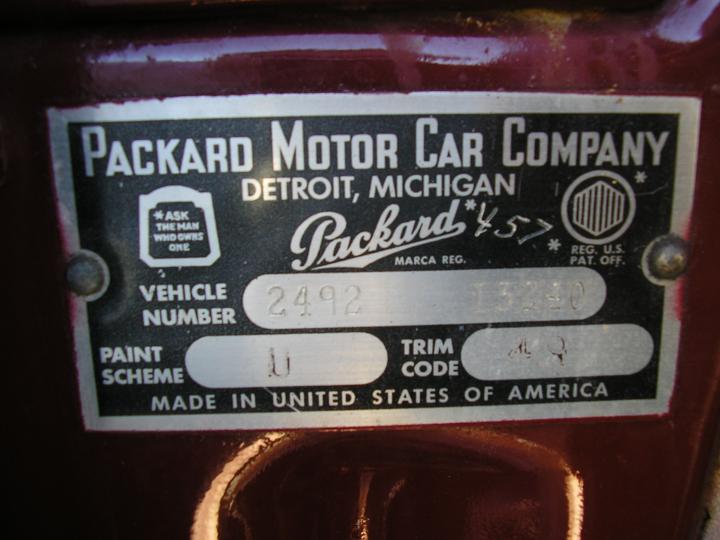 PACKARD MOTOR CAR COMPANY
DETROIT, MICHIGAN
*ASK
THE MAN
WHO OWNS
ONE
Packard*
457
*
*
MARCA REG.
REG. U.S.
PAT. OFF.
VEHICLE
NUMBER
2492
PAINT
SCHEME
U
TRIM
CODE
MADE IN UNITED STATES OF AMERICA